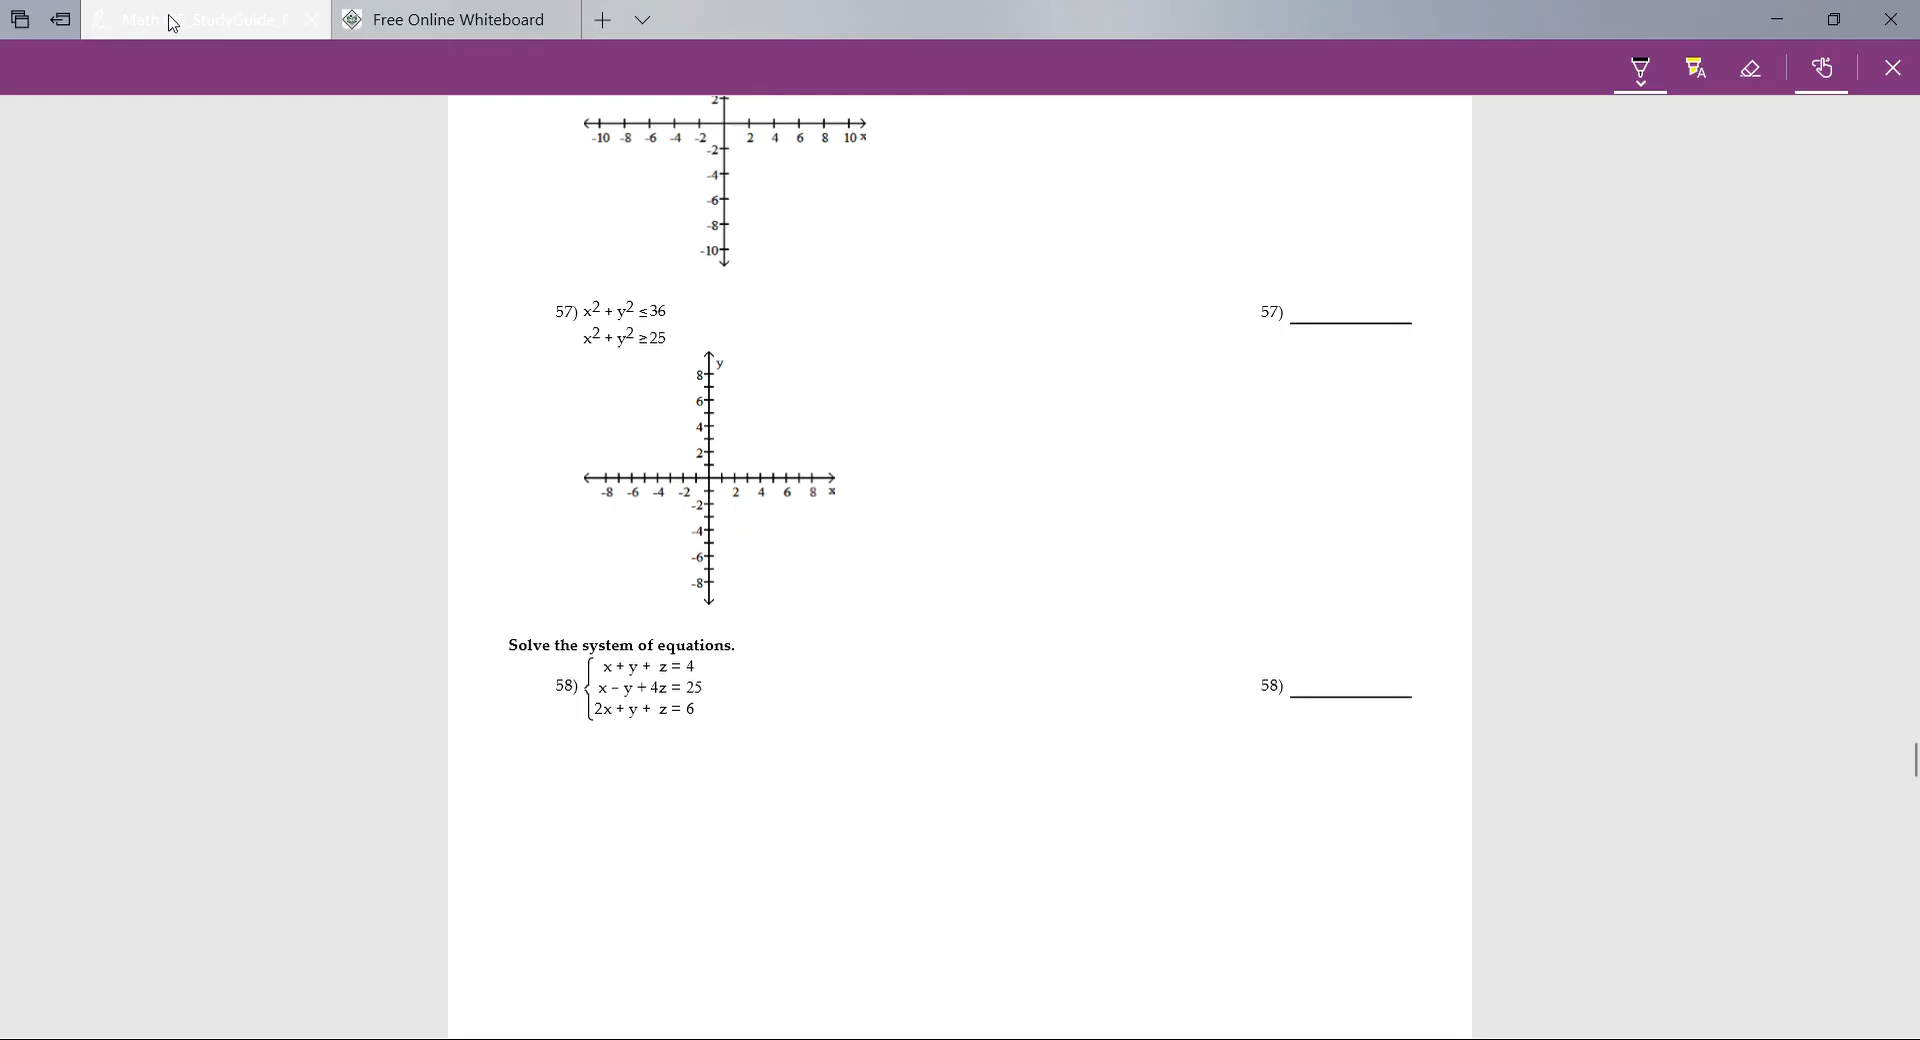 Math _StudyGuide_F
Free Online Whiteboard
2
-10 -8 -6 -4 -2 2 4 6 8 10 x
-2
-4
-6
-8
-10
57) x² + y² ≤ 36 57)
x² + y² ≥ 25
y
8
6
4
2
-8 -6 -4 -2 2 4 6 8 x
-2
-4
-6
-8
Solve the system of equations.
x + y + z = 4
58) x - y + 4z = 25 58)
2x + y + z = 6